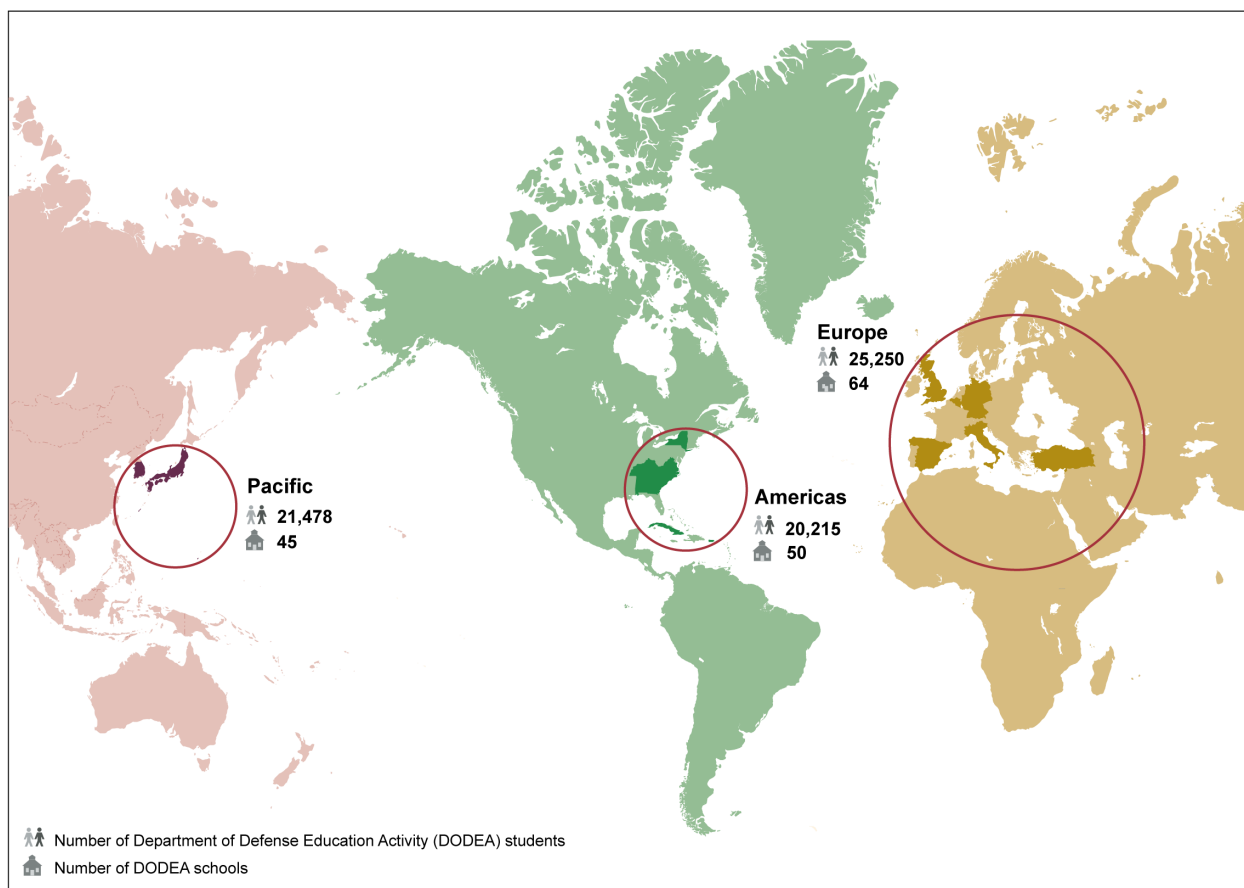 Europe
25,250
64
Pacific
21,478
45
Americas
20,215
50
Number of Department of Defense Education Activity (DODEA) students
Number of DODEA schools